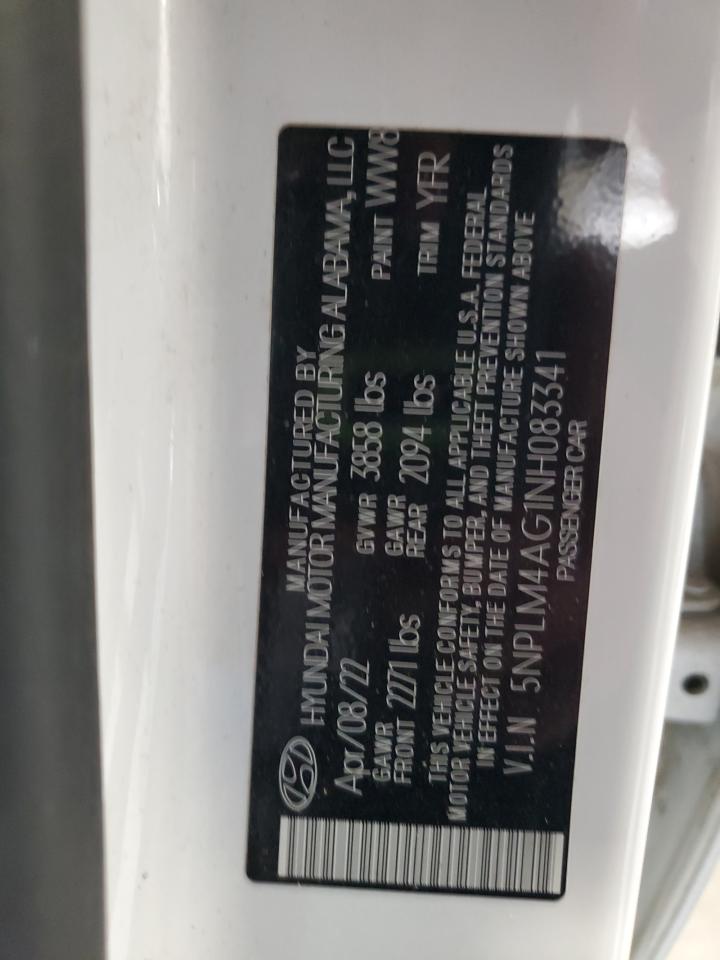 MANUFACTURED BY
HYUNDAI MOTOR MANUFACTURING ALABAMA, LLC
Apr/08/22 GVWR 3858 lbs PAINT WW8
GAWR FRONT 2271 lbs GAWR REAR 2094 lbs TRIM YFR
THIS VEHICLE CONFORMS TO ALL APPLICABLE U.S.A. FEDERAL
MOTOR VEHICLE SAFETY, BUMPER, AND THEFT PREVENTION STANDARDS
IN EFFECT ON THE DATE OF MANUFACTURE SHOWN ABOVE
V.I.N 5NPLM4AG1NH083341
PASSENGER CAR